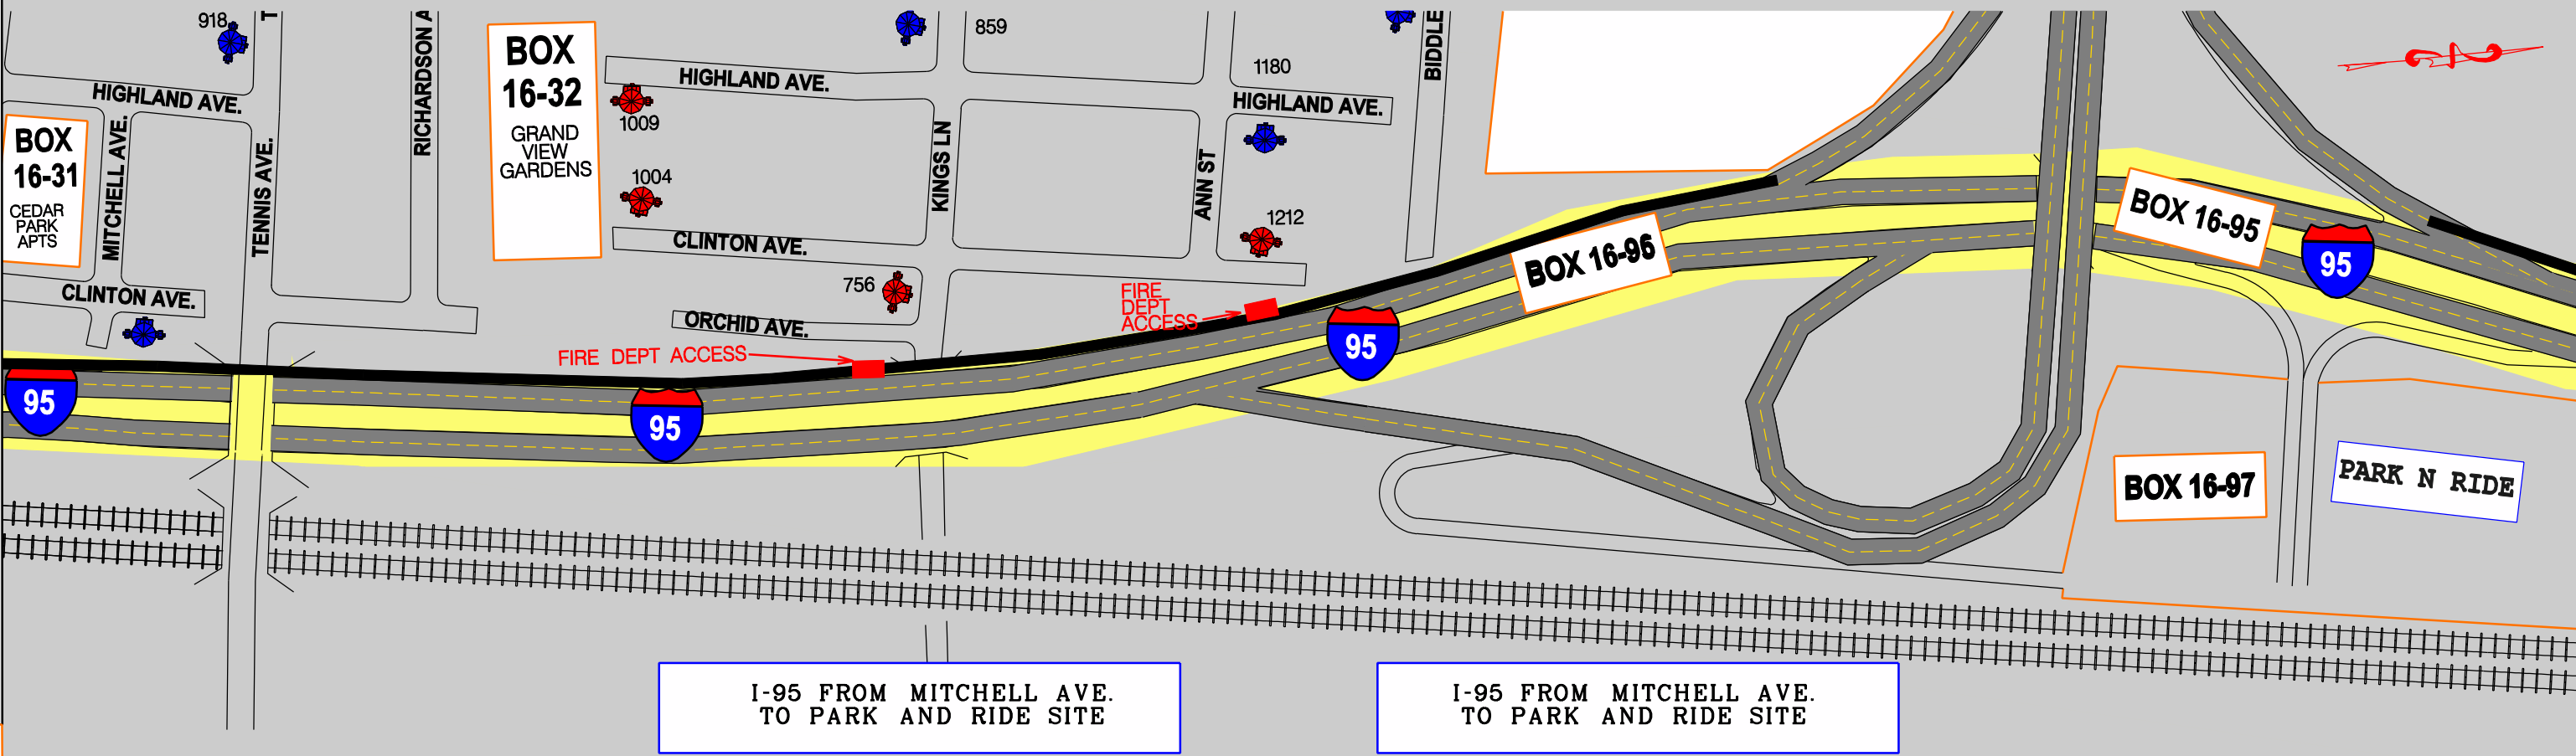 918
HIGHLAND AVE.
MITCHELL AVE.
TENNIS AVE.
RICHARDSON A
T
BOX
16-31
CEDAR
PARK
APTS
CLINTON AVE.
BOX
16-32
GRAND
VIEW
GARDENS
HIGHLAND AVE.
1009
1004
CLINTON AVE.
756
ORCHID AVE.
KINGS LN
859
ANN ST
1180
HIGHLAND AVE.
1212
BIDDLE
FIRE DEPT ACCESS
FIRE
DEPT
ACCESS
95
95
95
95
BOX 16-96
BOX 16-95
BOX 16-97
PARK N RIDE
I-95 FROM MITCHELL AVE.
TO PARK AND RIDE SITE
I-95 FROM MITCHELL AVE.
TO PARK AND RIDE SITE